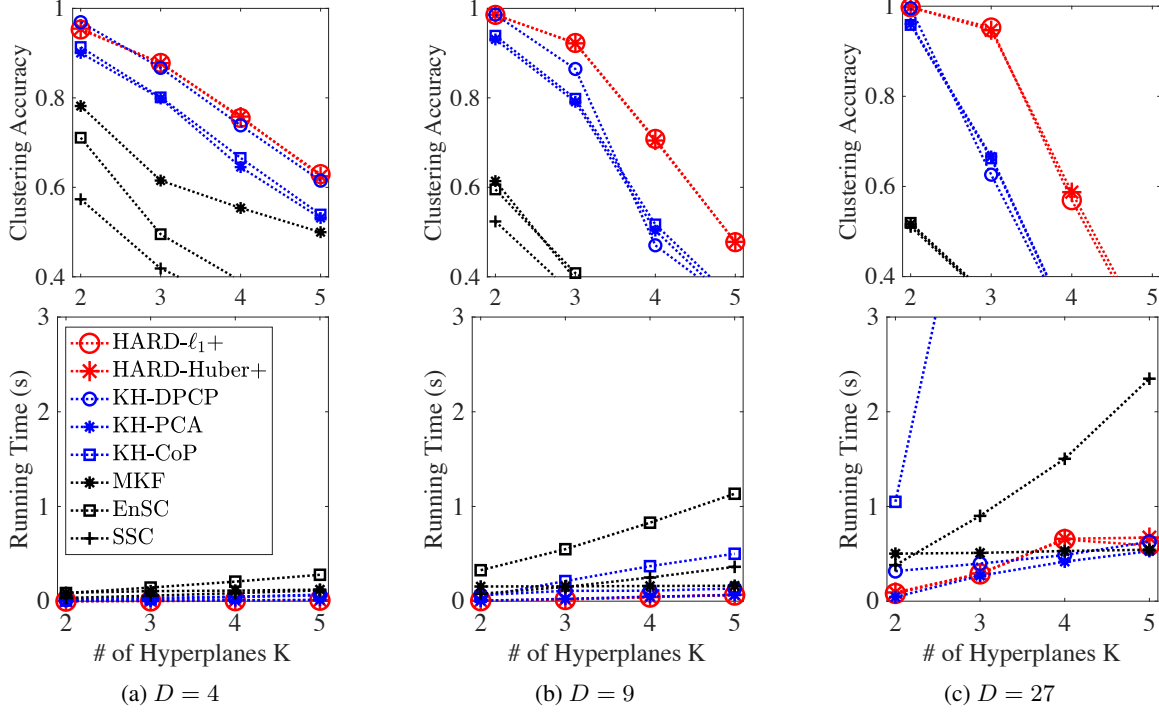 1
0.8
0.6
0.4
2 3 4 5
Clustering Accuracy
1
0.8
0.6
0.4
2 3 4 5
Clustering Accuracy
1
0.8
0.6
0.4
2 3 4 5
Clustering Accuracy
3
2
1
0
2 3 4 5
Running Time (s)
# of Hyperplanes K
HARD-ℓ₁+
HARD-Huber+
KH-DPCP
KH-PCA
KH-CoP
MKF
EnSC
SSC
3
2
1
0
2 3 4 5
Running Time (s)
# of Hyperplanes K
3
2
1
0
2 3 4 5
Running Time (s)
# of Hyperplanes K
(a) D = 4
(b) D = 9
(c) D = 27